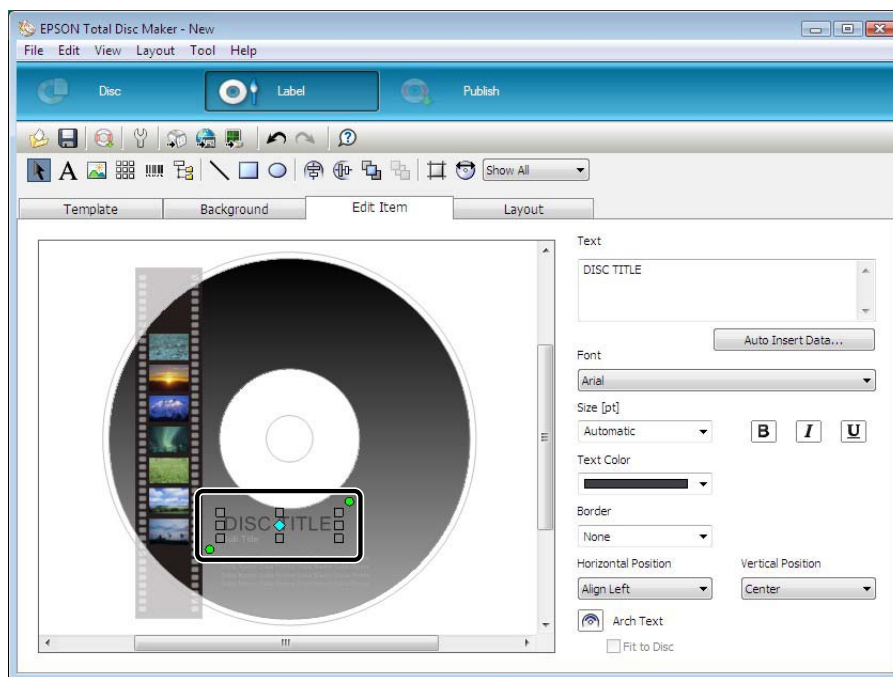 EPSON Total Disc Maker - New
File Edit View Layout Tool Help
Disc Label Publish
A Show All
Template Background Edit Item Layout
Text
DISC TITLE
Auto Insert Data...
Font
Arial
Size [pt]
Automatic B I U
Text Color
Border
None
Horizontal Position Vertical Position
Align Left Center
Arch Text
Fit to Disc
DISC TITLE
Sub Title